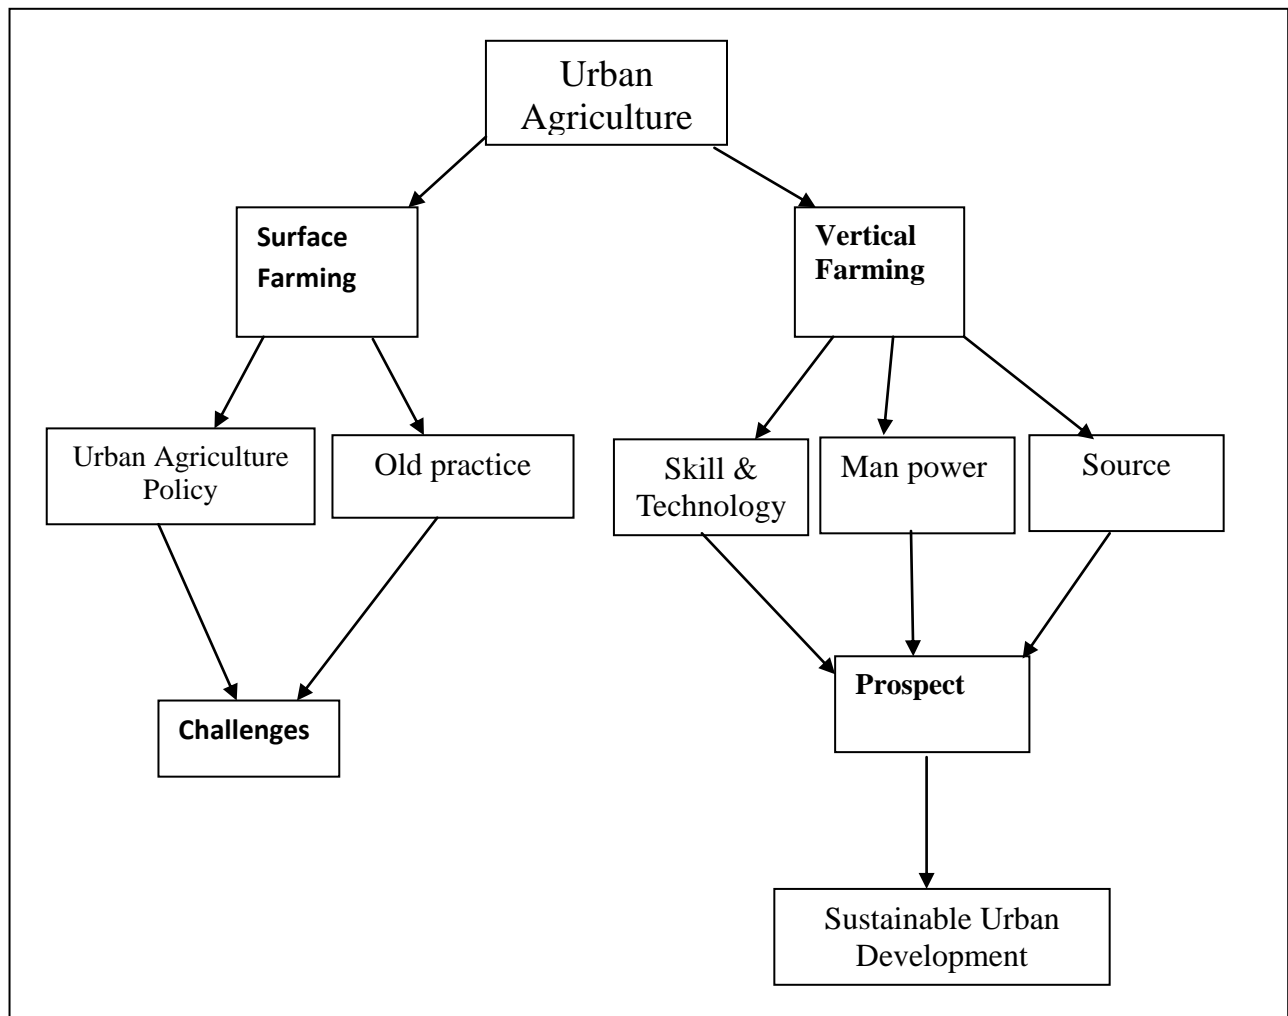 Urban
Agriculture
Surface
Farming
Vertical
Farming
Urban Agriculture
Policy
Old practice
Skill &
Technology
Man power
Source
Challenges
Prospect
Sustainable Urban
Development